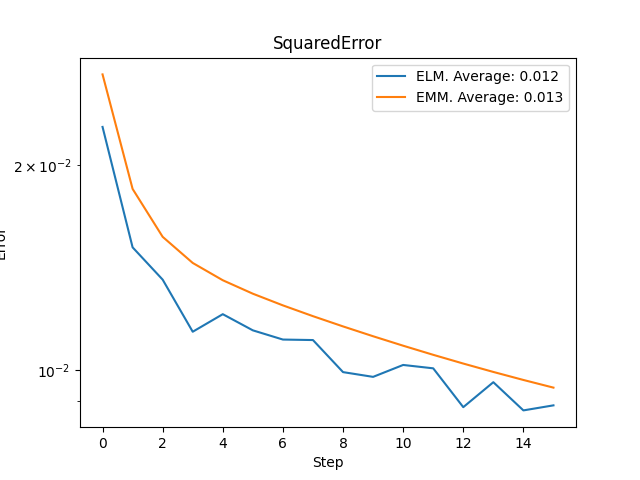 SquaredError
ELM. Average: 0.012
EMM. Average: 0.013
2 × 10⁻²
10⁻²
Error
0 2 4 6 8 10 12 14
Step